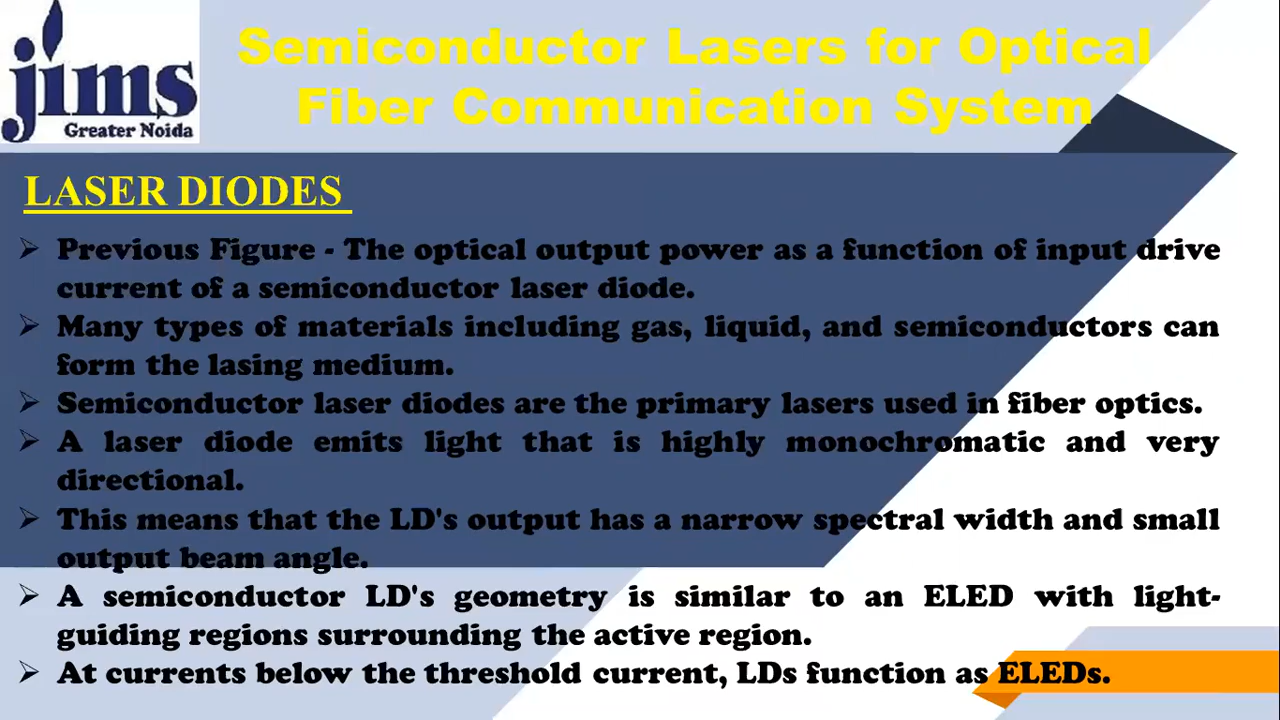 jims
Greater Noida
Semiconductor Lasers for Optical
Fiber Communication System
LASER DIODES
➢ Previous Figure - The optical output power as a function of input drive
current of a semiconductor laser diode.
➢ Many types of materials including gas, liquid, and semiconductors can
form the lasing medium.
➢ Semiconductor laser diodes are the primary lasers used in fiber optics.
➢ A laser diode emits light that is highly monochromatic and very
directional.
➢ This means that the LD's output has a narrow spectral width and small
output beam angle.
➢ A semiconductor LD's geometry is similar to an ELED with light-
guiding regions surrounding the active region.
➢ At currents below the threshold current, LDs function as ELEDs.